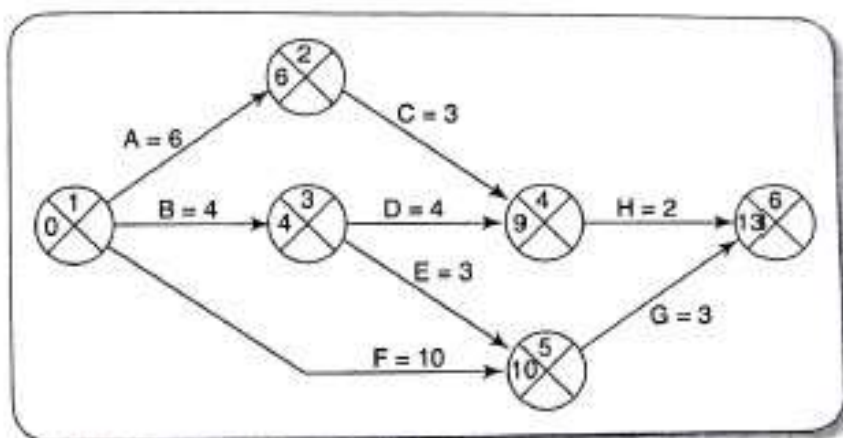 2
6
A = 6
C = 3
1
0
B = 4
3
4
D = 4
4
9
H = 2
6
13
E = 3
G = 3
5
10
F = 10